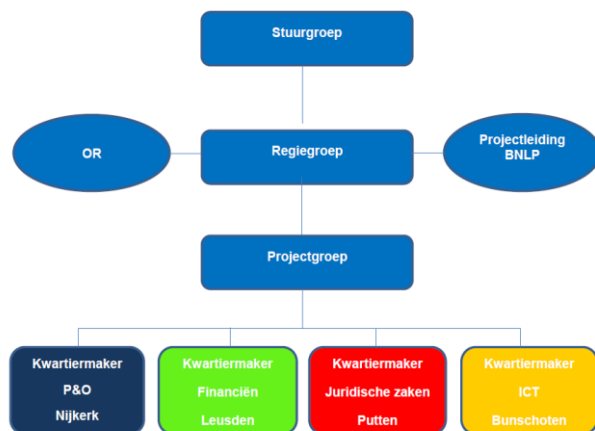 Stuurgroep
OR
Regiegroep
Projectleiding
BNLP
Projectgroep
Kwartiermaker
P&O
Nijkerk
Kwartiermaker
Financiën
Leusden
Kwartiermaker
Juridische zaken
Putten
Kwartiermaker
ICT
Bunschoten